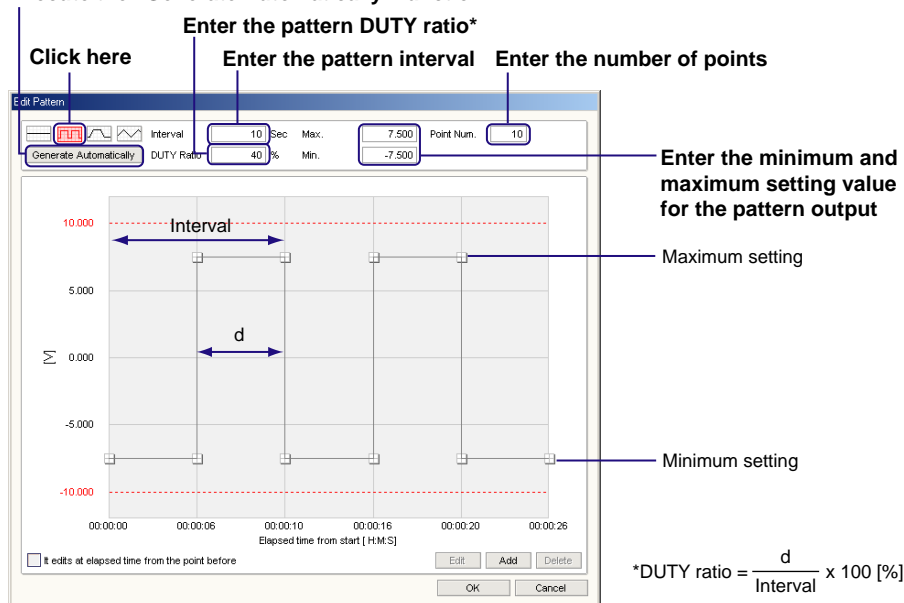 Enter the pattern DUTY ratio*
Click here
Enter the pattern interval
Enter the number of points
Edit Pattern
Interval 10 Sec Max. 7.500 Point Num. 10
Generate Automatically DUTY Ratio 40 % Min. -7.500
Enter the minimum and
maximum setting value
for the pattern output
10.000
Interval
Maximum setting
5.000
d
[V]
0.000
-5.000
Minimum setting
-10.000
00:00:00 00:00:06 00:00:10 00:00:16 00:00:20 00:00:26
Elapsed time from start [ H:M:S]
It edits at elapsed time from the point before
Edit Add Delete
OK Cancel
*DUTY ratio = d / Interval x 100 [%]